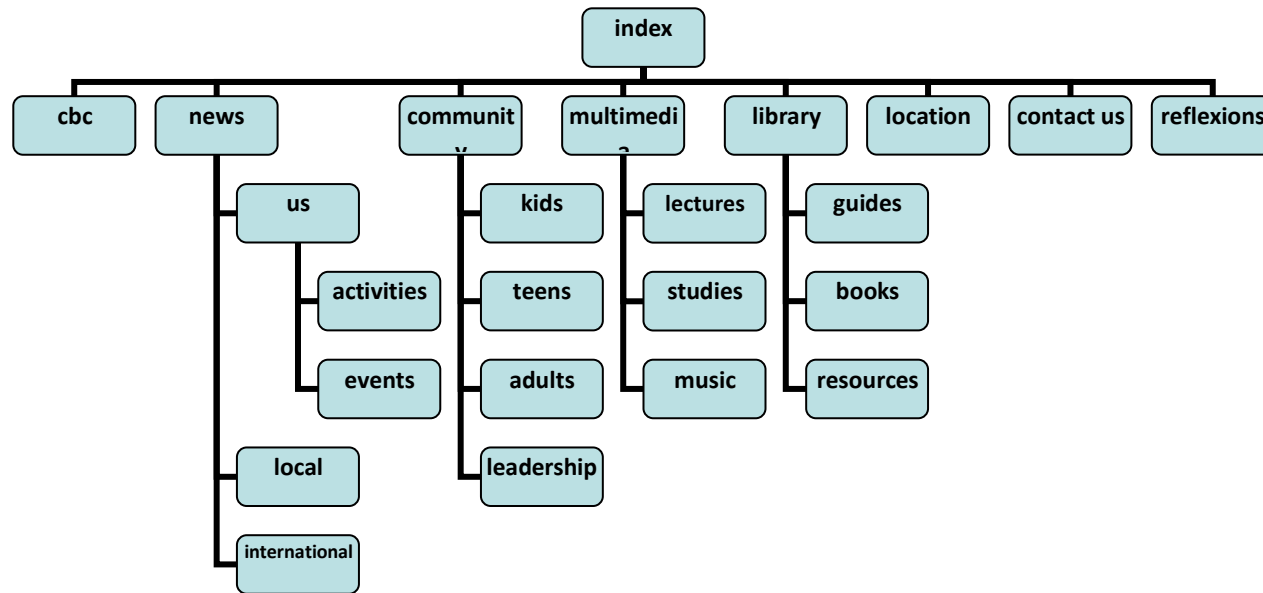 index
cbc
news
communit
y
multimedi
a
library
location
contact us
reflexions
us
activities
events
local
international
kids
teens
adults
leadership
lectures
studies
music
guides
books
resources